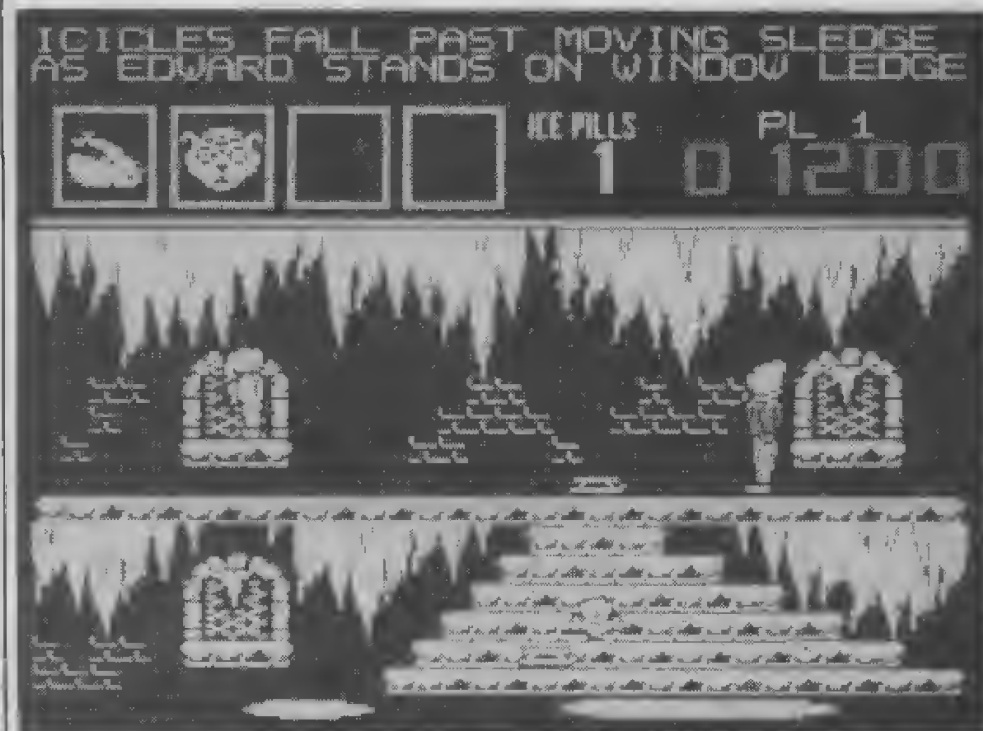 ICICLES FALL PAST MOVING SLEDGE
AS EDWARD STANDS ON WINDOW LEDGE
ICE PILLS
PL 1
1
0 1200